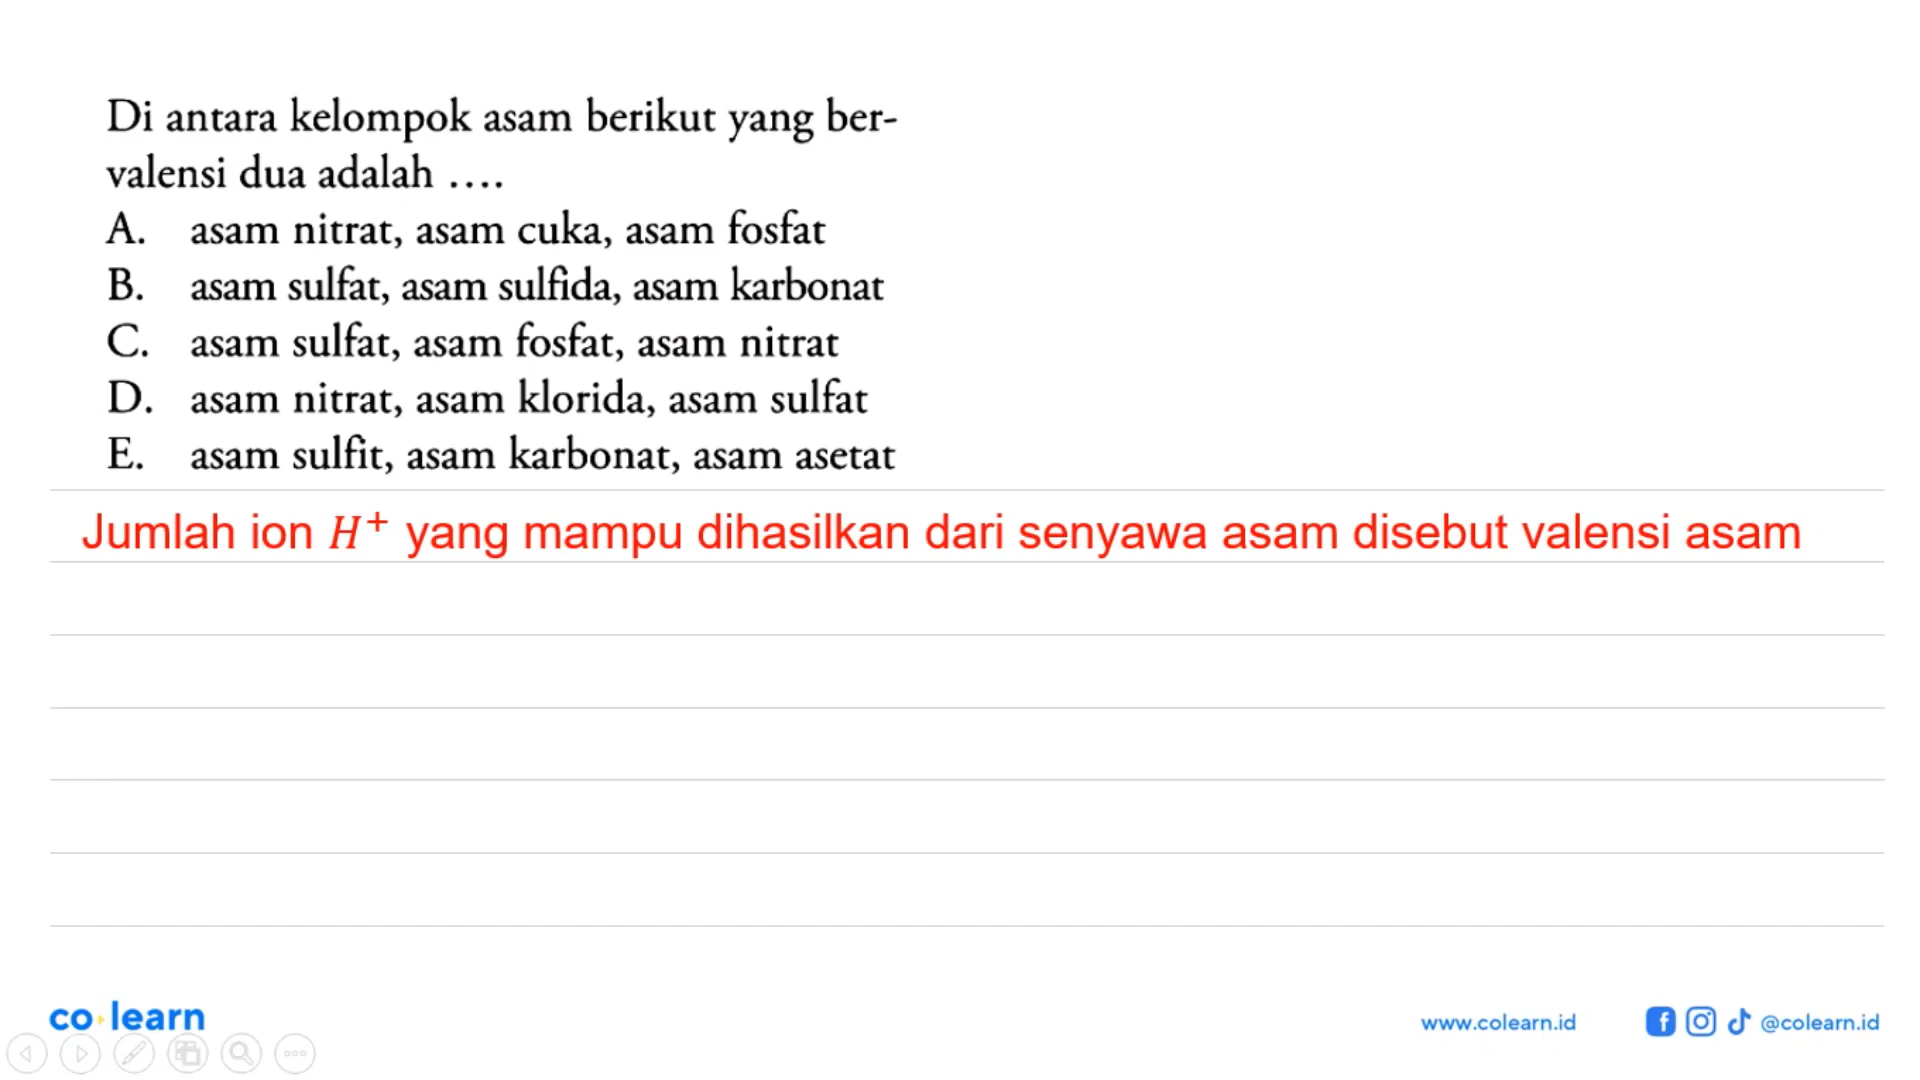 Di antara kelompok asam berikut yang ber-
valensi dua adalah ....
A. asam nitrat, asam cuka, asam fosfat
B. asam sulfat, asam sulfida, asam karbonat
C. asam sulfat, asam fosfat, asam nitrat
D. asam nitrat, asam klorida, asam sulfat
E. asam sulfit, asam karbonat, asam asetat
Jumlah ion H⁺ yang mampu dihasilkan dari senyawa asam disebut valensi asam
co learn
www.colearn.id
@colearn.id